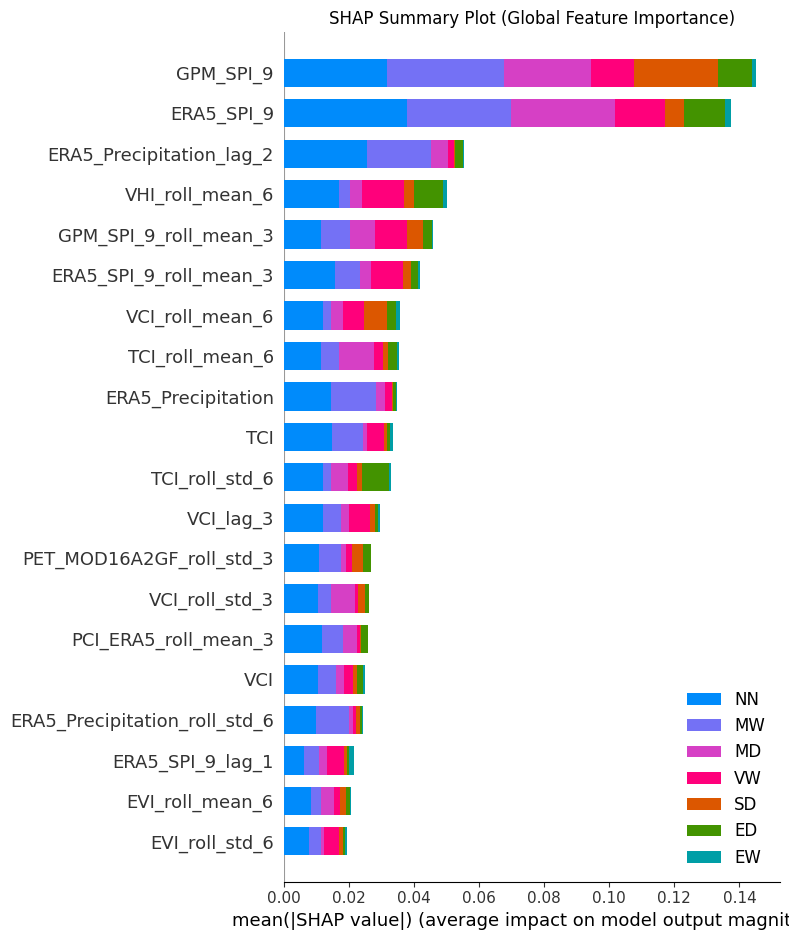 SHAP Summary Plot (Global Feature Importance)
GPM_SPI_9
ERA5_SPI_9
ERA5_Precipitation_lag_2
VHI_roll_mean_6
GPM_SPI_9_roll_mean_3
ERA5_SPI_9_roll_mean_3
VCI_roll_mean_6
TCI_roll_mean_6
ERA5_Precipitation
TCI
TCI_roll_std_6
VCI_lag_3
PET_MOD16A2GF_roll_std_3
VCI_roll_std_3
PCI_ERA5_roll_mean_3
VCI
ERA5_Precipitation_roll_std_6
ERA5_SPI_9_lag_1
EVI_roll_mean_6
EVI_roll_std_6
NN
MW
MD
VW
SD
ED
EW
0.00 0.02 0.04 0.06 0.08 0.10 0.12 0.14
mean(|SHAP value|) (average impact on model output magnit